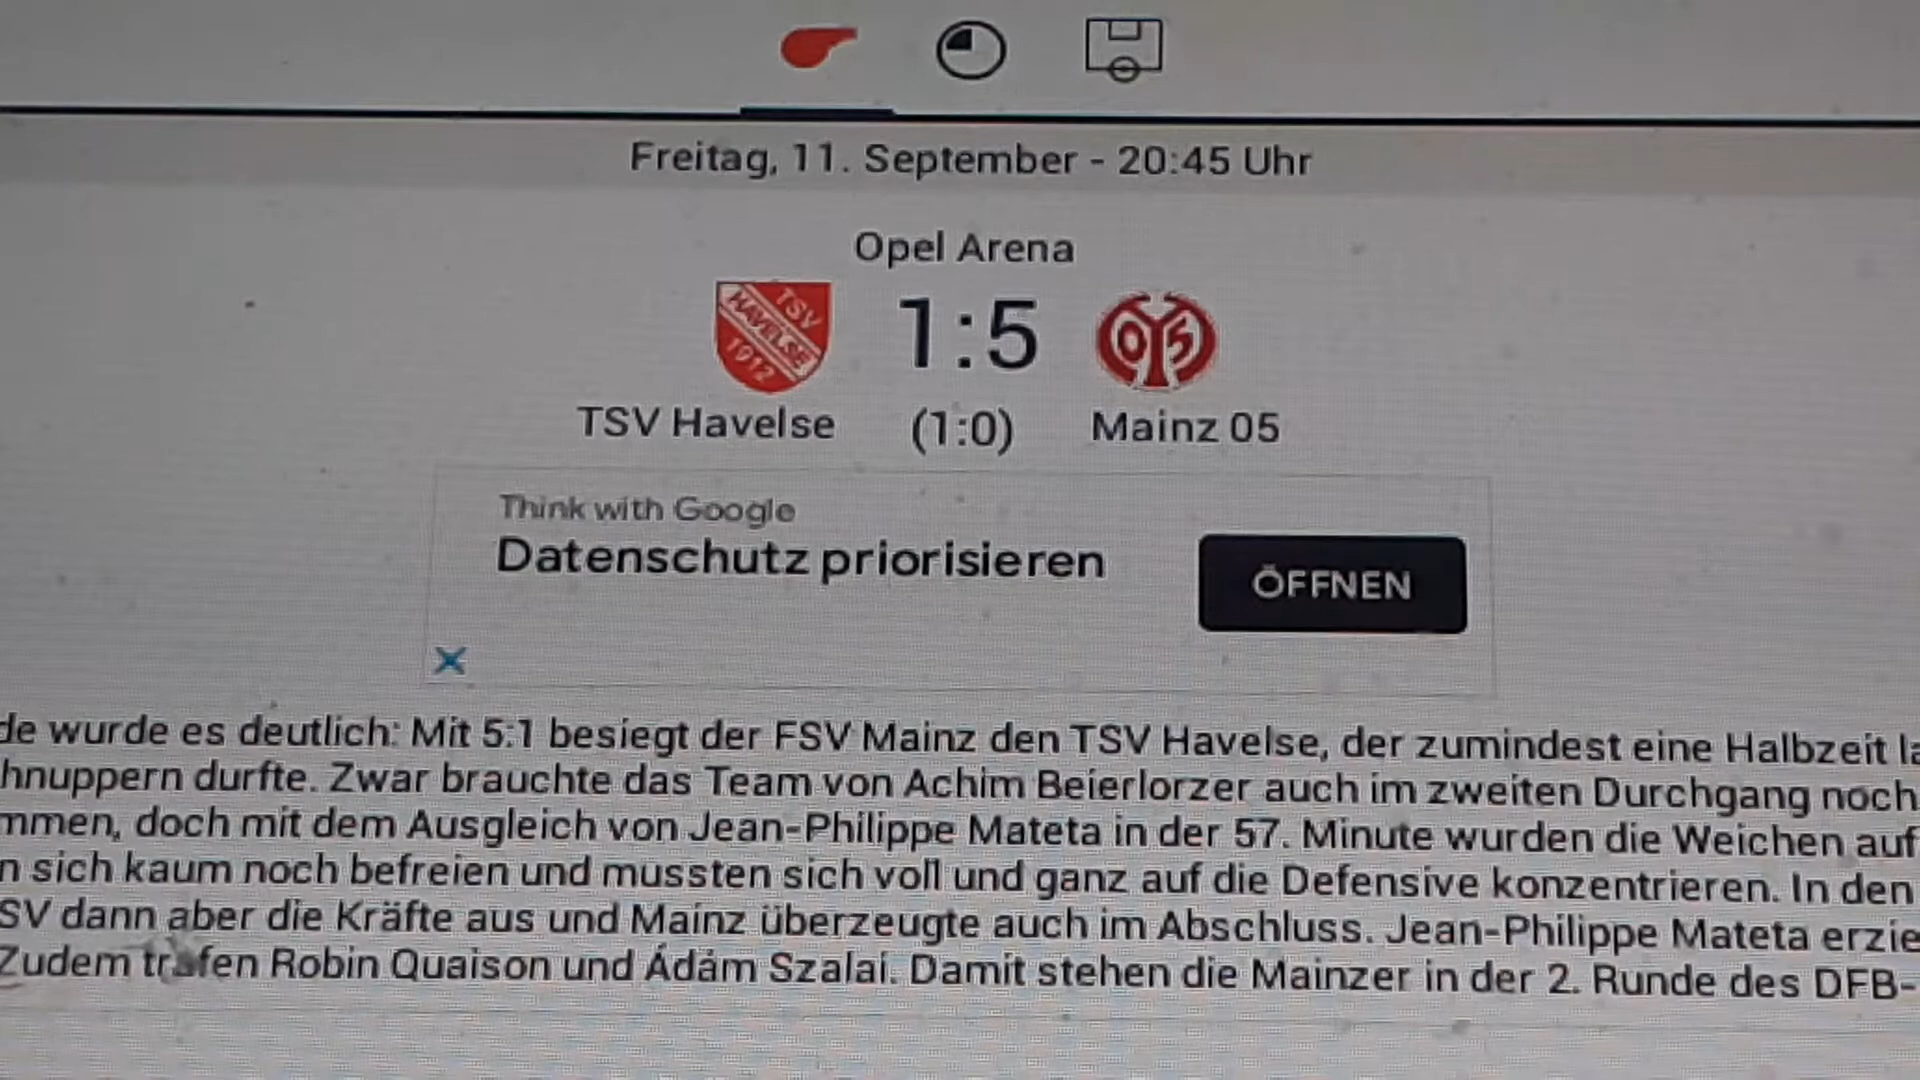 Freitag, 11. September - 20:45 Uhr
Opel Arena
TSV
HAVELSE
1912
1:5
05
TSV Havelse (1:0) Mainz 05
Think with Google
Datenschutz priorisieren
ÖFFNEN
de wurde es deutlich: Mit 5:1 besiegt der FSV Mainz den TSV Havelse, der zumindest eine Halbzeit la
hnuppern durfte. Zwar brauchte das Team von Achim Beierlorzer auch im zweiten Durchgang noch
mmen, doch mit dem Ausgleich von Jean-Philippe Mateta in der 57. Minute wurden die Weichen auf
n sich kaum noch befreien und mussten sich voll und ganz auf die Defensive konzentrieren. In den
SV dann aber die Kräfte aus und Mainz überzeugte auch im Abschluss. Jean-Philippe Mateta erzie
Zudem trafen Robin Quaison und Ádám Szalai. Damit stehen die Mainzer in der 2. Runde des DFB-